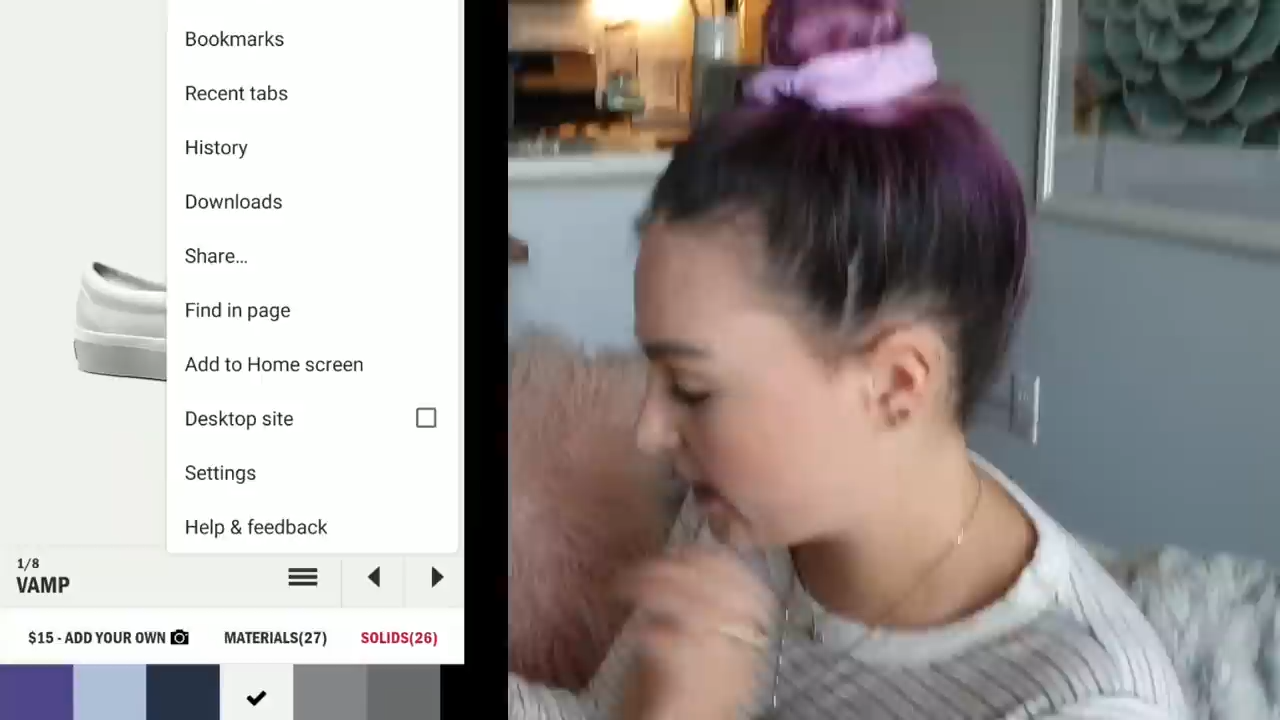 Bookmarks
Recent tabs
History
Downloads
Share...
Find in page
Add to Home screen
Desktop site
Settings
Help & feedback
1/8
VAMP
$15 - ADD YOUR OWN
MATERIALS(27)
SOLIDS(26)